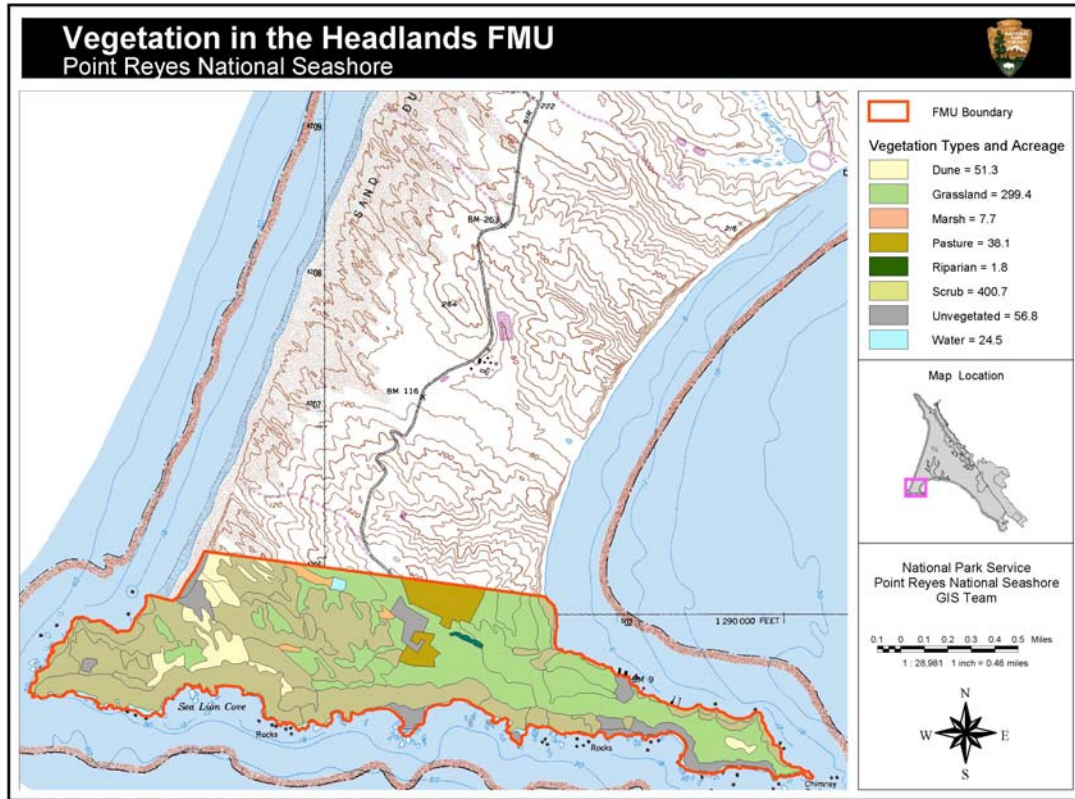 Vegetation in the Headlands FMU
Point Reyes National Seashore
FMU Boundary
Vegetation Types and Acreage
Dune = 51.3
Grassland = 299.4
Marsh = 7.7
Pasture = 38.1
Riparian = 1.8
Scrub = 400.7
Unvegetated = 56.8
Water = 24.5
Map Location
National Park Service
Point Reyes National Seashore
GIS Team
0.1 0 0.1 0.2 0.3 0.4 0.5 Miles
1 : 28,981 1 inch = 0.46 miles
N
W E
S
SAND
222
BM 263
216
264
BM 116
1 290 000 FEET
BM 9
Sea Lion Cove
Rocks
Rocks
Chimney